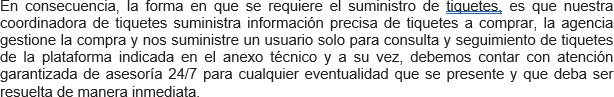 En consecuencia, la forma en que se requiere el suministro de tiquetes, es que nuestra
coordinadora de tiquetes suministra información precisa de tiquetes a comprar, la agencia
gestione la compra y nos suministre un usuario solo para consulta y seguimiento de tiquetes
de la plataforma indicada en el anexo técnico y a su vez, debemos contar con atención
garantizada de asesoría 24/7 para cualquier eventualidad que se presente y que deba ser
resuelta de manera inmediata.